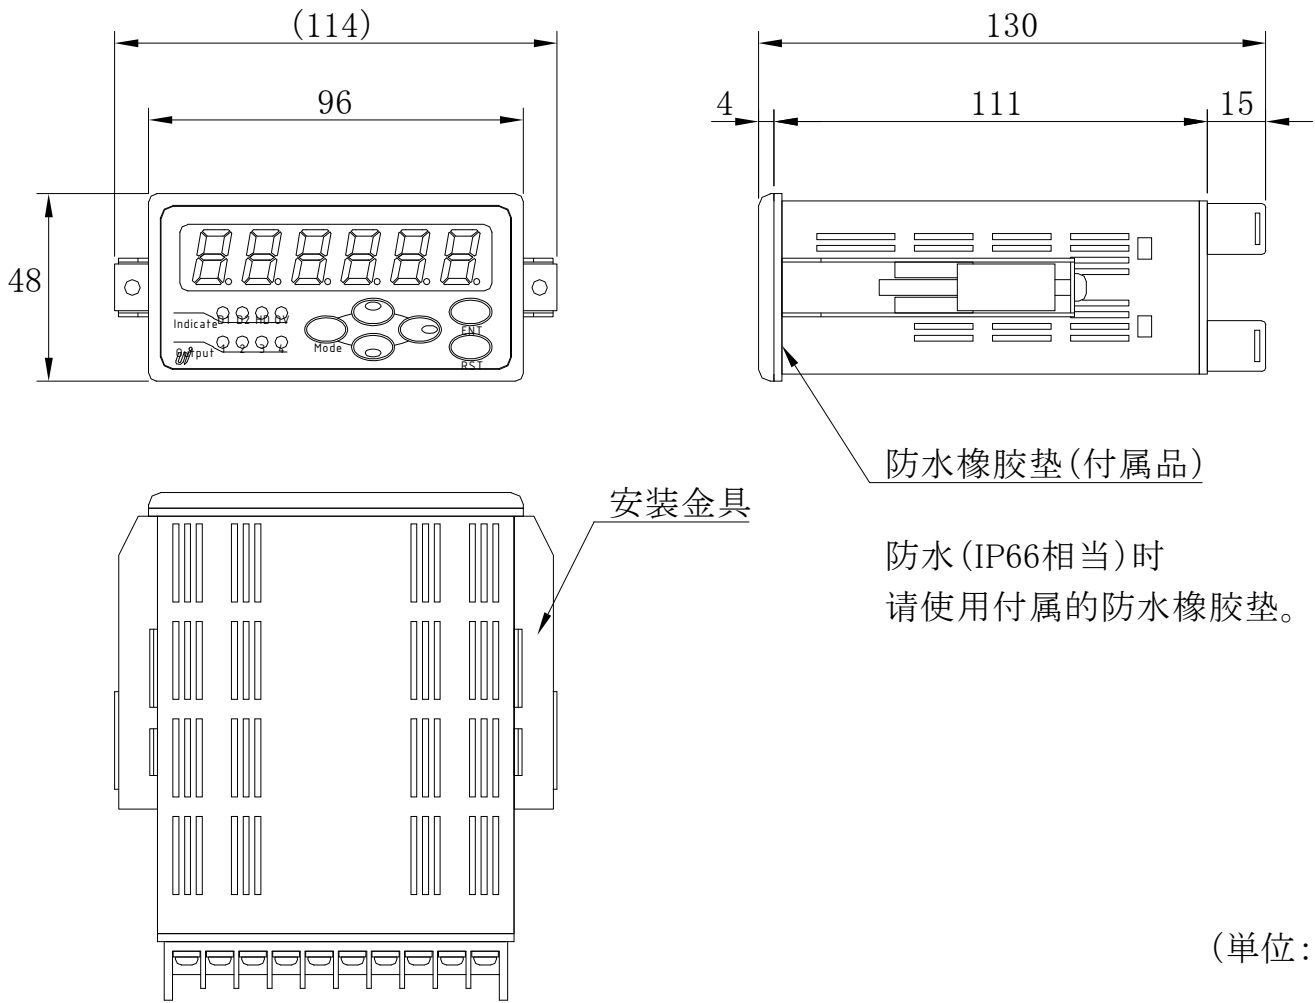 (114)
96
48
130
4
111
15
Indicate D1 D2 HD OV
Output 1 2 3 4
Mode
ENT
RST
防水橡胶垫(付属品)
安装金具
防水(IP66相当)时
请使用付属的防水橡胶垫。
(単位: